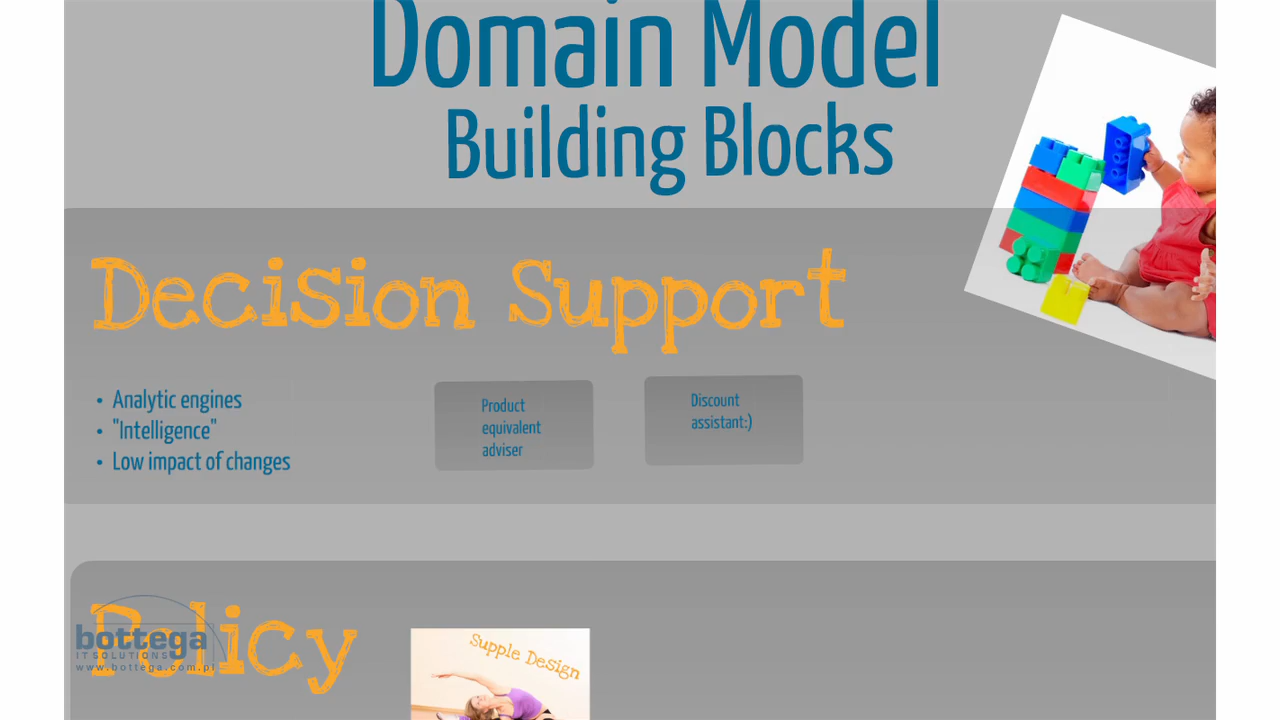 Domain Model
Building Blocks
Decision Support
• Analytic engines
• "Intelligence"
• Low impact of changes
Product
equivalent
adviser
Discount
assistant:)
Policy
Supple Design
bottega
IT SOLUTIONS
www.bottega.com.pl